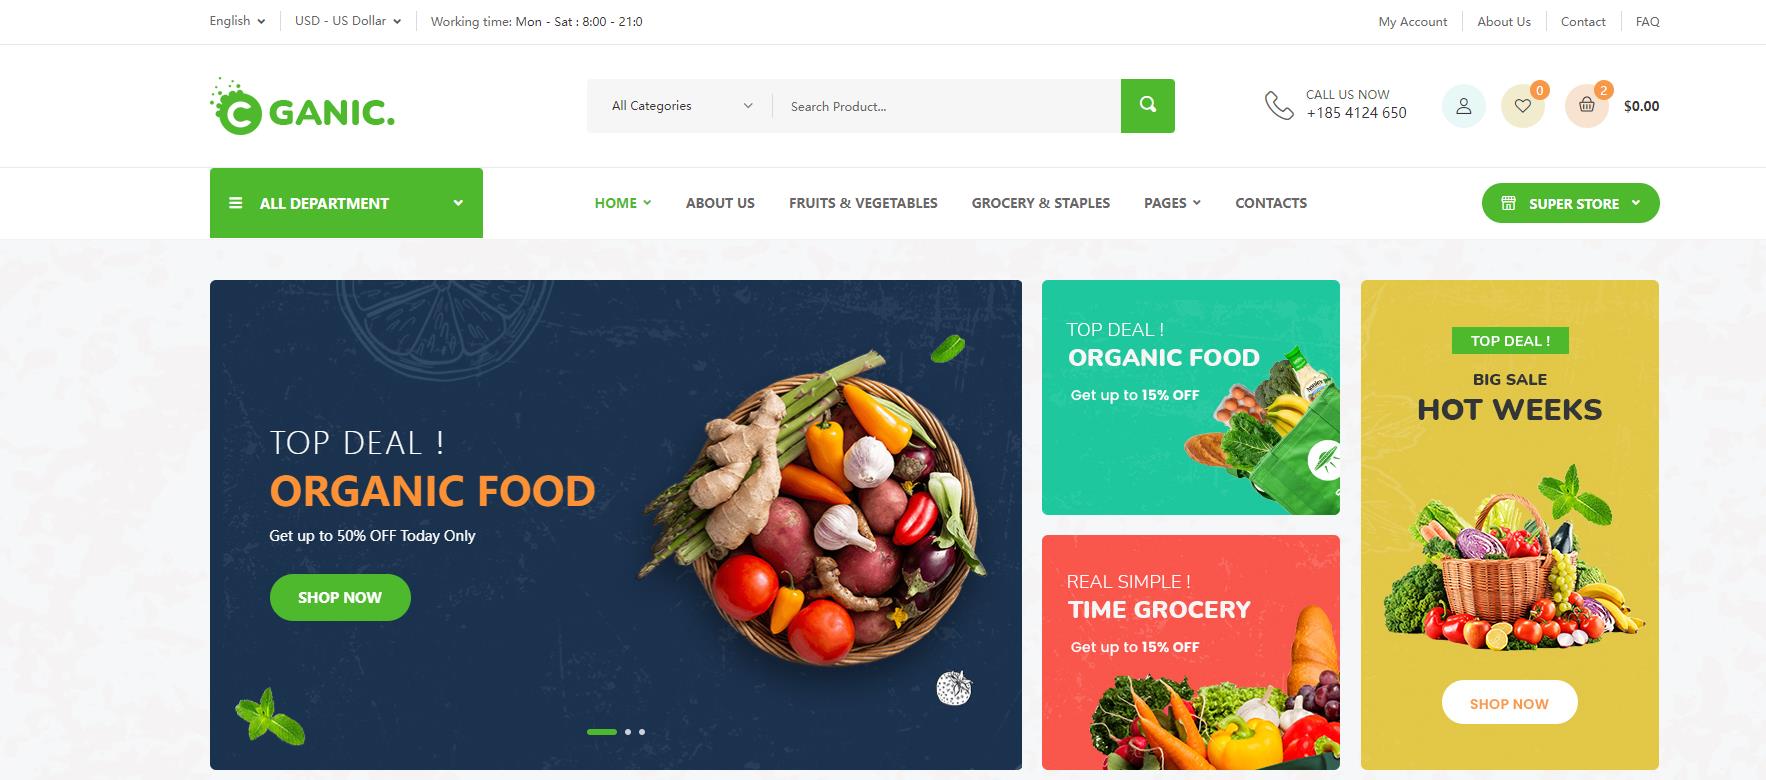 English
USD - US Dollar
Working time: Mon - Sat : 8:00 - 21:0
My Account
About Us
Contact
FAQ
C GANIC.
All Categories
Search Product...
CALL US NOW
+185 4124 650
0
2
$0.00
ALL DEPARTMENT
HOME
ABOUT US
FRUITS & VEGETABLES
GROCERY & STAPLES
PAGES
CONTACTS
SUPER STORE
TOP DEAL !
ORGANIC FOOD
Get up to 50% OFF Today Only
SHOP NOW
TOP DEAL !
ORGANIC FOOD
Get up to 15% OFF
REAL SIMPLE !
TIME GROCERY
Get up to 15% OFF
TOP DEAL !
BIG SALE
HOT WEEKS
SHOP NOW